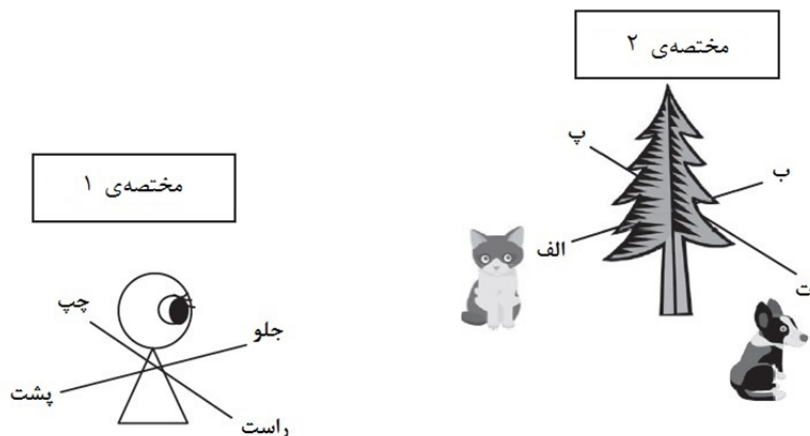 مختصه‌ی ۲
پ
ب
مختصه‌ی ۱
الف
ت
چپ
جلو
پشت
راست